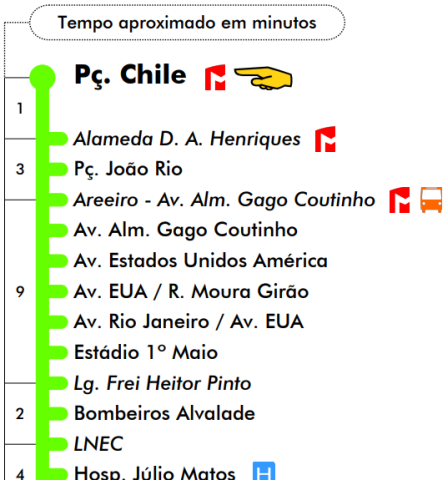 Tempo aproximado em minutos
Pç. Chile
1
Alameda D. A. Henriques
3
Pç. João Rio
Areeiro - Av. Alm. Gago Coutinho
Av. Alm. Gago Coutinho
Av. Estados Unidos América
9
Av. EUA / R. Moura Girão
Av. Rio Janeiro / Av. EUA
Estádio 1º Maio
Lg. Frei Heitor Pinto
2
Bombeiros Alvalade
LNEC
4
Hosp. Júlio Matos H